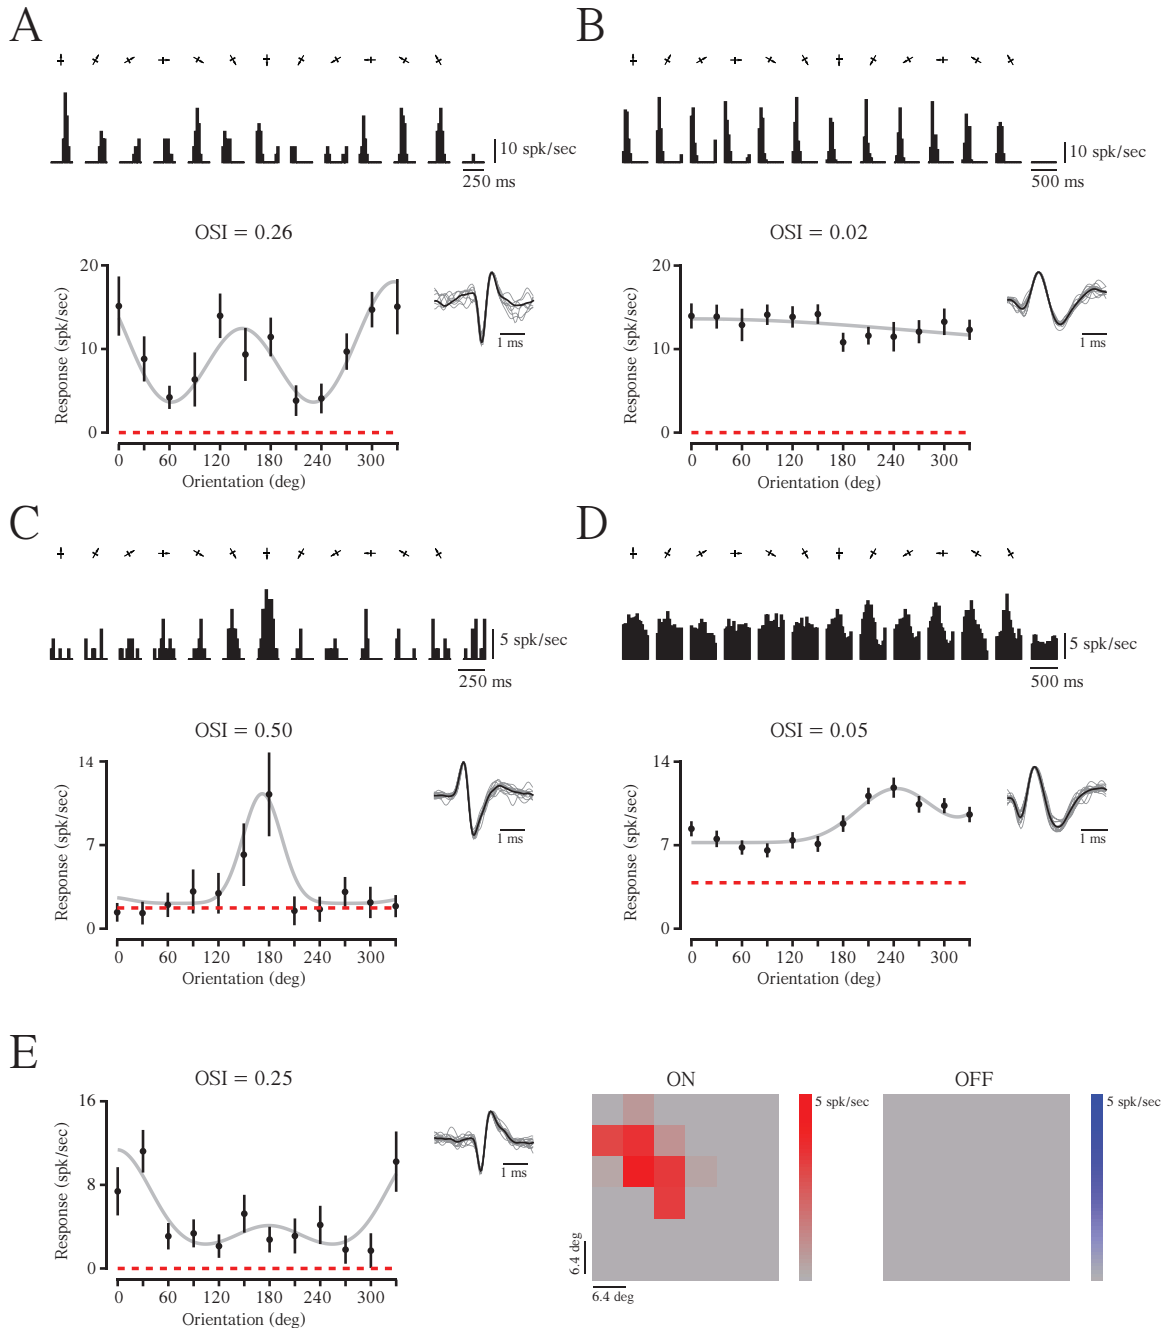 A
10 spk/sec
250 ms
OSI = 0.26
20
10
0
Response (spk/sec)
0 60 120 180 240 300
Orientation (deg)
1 ms
B
10 spk/sec
500 ms
OSI = 0.02
20
10
0
Response (spk/sec)
0 60 120 180 240 300
Orientation (deg)
1 ms
C
5 spk/sec
250 ms
OSI = 0.50
14
7
0
Response (spk/sec)
0 60 120 180 240 300
Orientation (deg)
1 ms
D
5 spk/sec
500 ms
OSI = 0.05
14
7
0
Response (spk/sec)
0 60 120 180 240 300
Orientation (deg)
1 ms
E
OSI = 0.25
16
8
0
Response (spk/sec)
0 60 120 180 240 300
Orientation (deg)
1 ms
ON
5 spk/sec
6.4 deg
6.4 deg
OFF
5 spk/sec